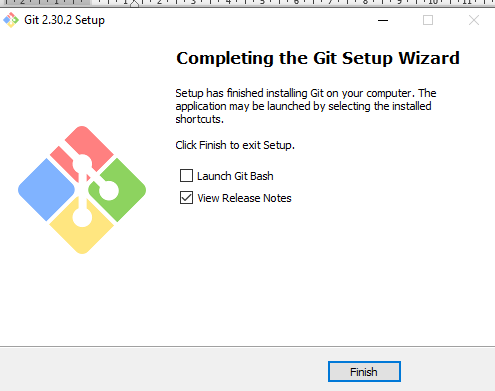 Git 2.30.2 Setup
Completing the Git Setup Wizard
Setup has finished installing Git on your computer. The
application may be launched by selecting the installed
shortcuts.
Click Finish to exit Setup.
Launch Git Bash
View Release Notes
Finish